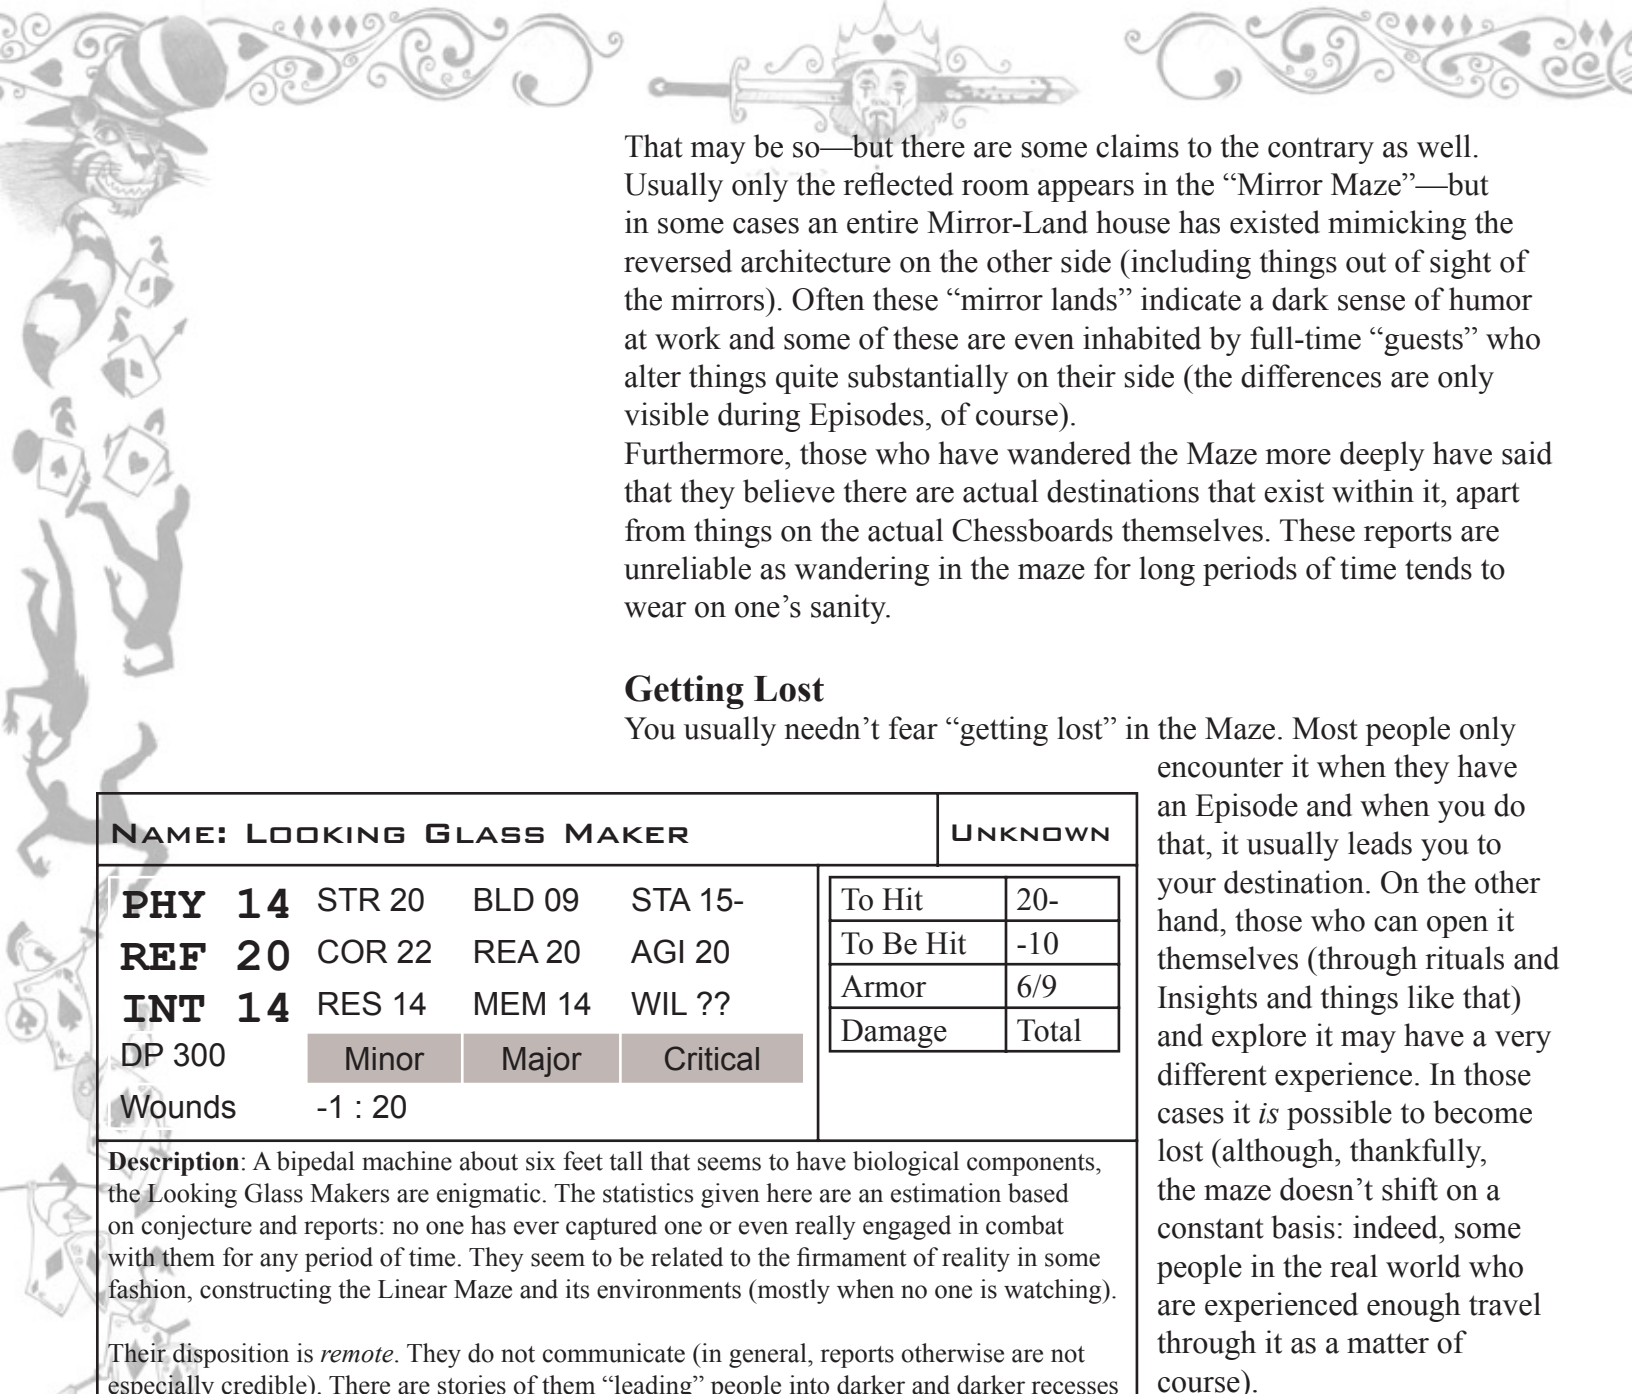 That may be so—but there are some claims to the contrary as well.
Usually only the reflected room appears in the “Mirror Maze”—but
in some cases an entire Mirror-Land house has existed mimicking the
reversed architecture on the other side (including things out of sight of
the mirrors). Often these “mirror lands” indicate a dark sense of humor
at work and some of these are even inhabited by full-time “guests” who
alter things quite substantially on their side (the differences are only
visible during Episodes, of course).
Furthermore, those who have wandered the Maze more deeply have said
that they believe there are actual destinations that exist within it, apart
from things on the actual Chessboards themselves. These reports are
unreliable as wandering in the maze for long periods of time tends to
wear on one’s sanity.
Getting Lost
You usually needn’t fear “getting lost” in the Maze. Most people only
encounter it when they have
an Episode and when you do
that, it usually leads you to
your destination. On the other
hand, those who can open it
themselves (through rituals and
Insights and things like that)
and explore it may have a very
different experience. In those
cases it is possible to become
lost (although, thankfully,
the maze doesn’t shift on a
constant basis: indeed, some
people in the real world who
are experienced enough travel
through it as a matter of
course).
Name: Looking Glass Maker Unknown
PHY 14 STR 20 BLD 09 STA 15-
REF 20 COR 22 REA 20 AGI 20
INT 14 RES 14 MEM 14 WIL ??
DP 300 Minor Major Critical
Wounds -1 : 20
To Hit 20-
To Be Hit -10
Armor 6/9
Damage Total
Description: A bipedal machine about six feet tall that seems to have biological components,
the Looking Glass Makers are enigmatic. The statistics given here are an estimation based
on conjecture and reports: no one has ever captured one or even really engaged in combat
with them for any period of time. They seem to be related to the firmament of reality in some
fashion, constructing the Linear Maze and its environments (mostly when no one is watching).
Their disposition is remote. They do not communicate (in general, reports otherwise are not
especially credible). There are stories of them “leading” people into darker and darker recesses